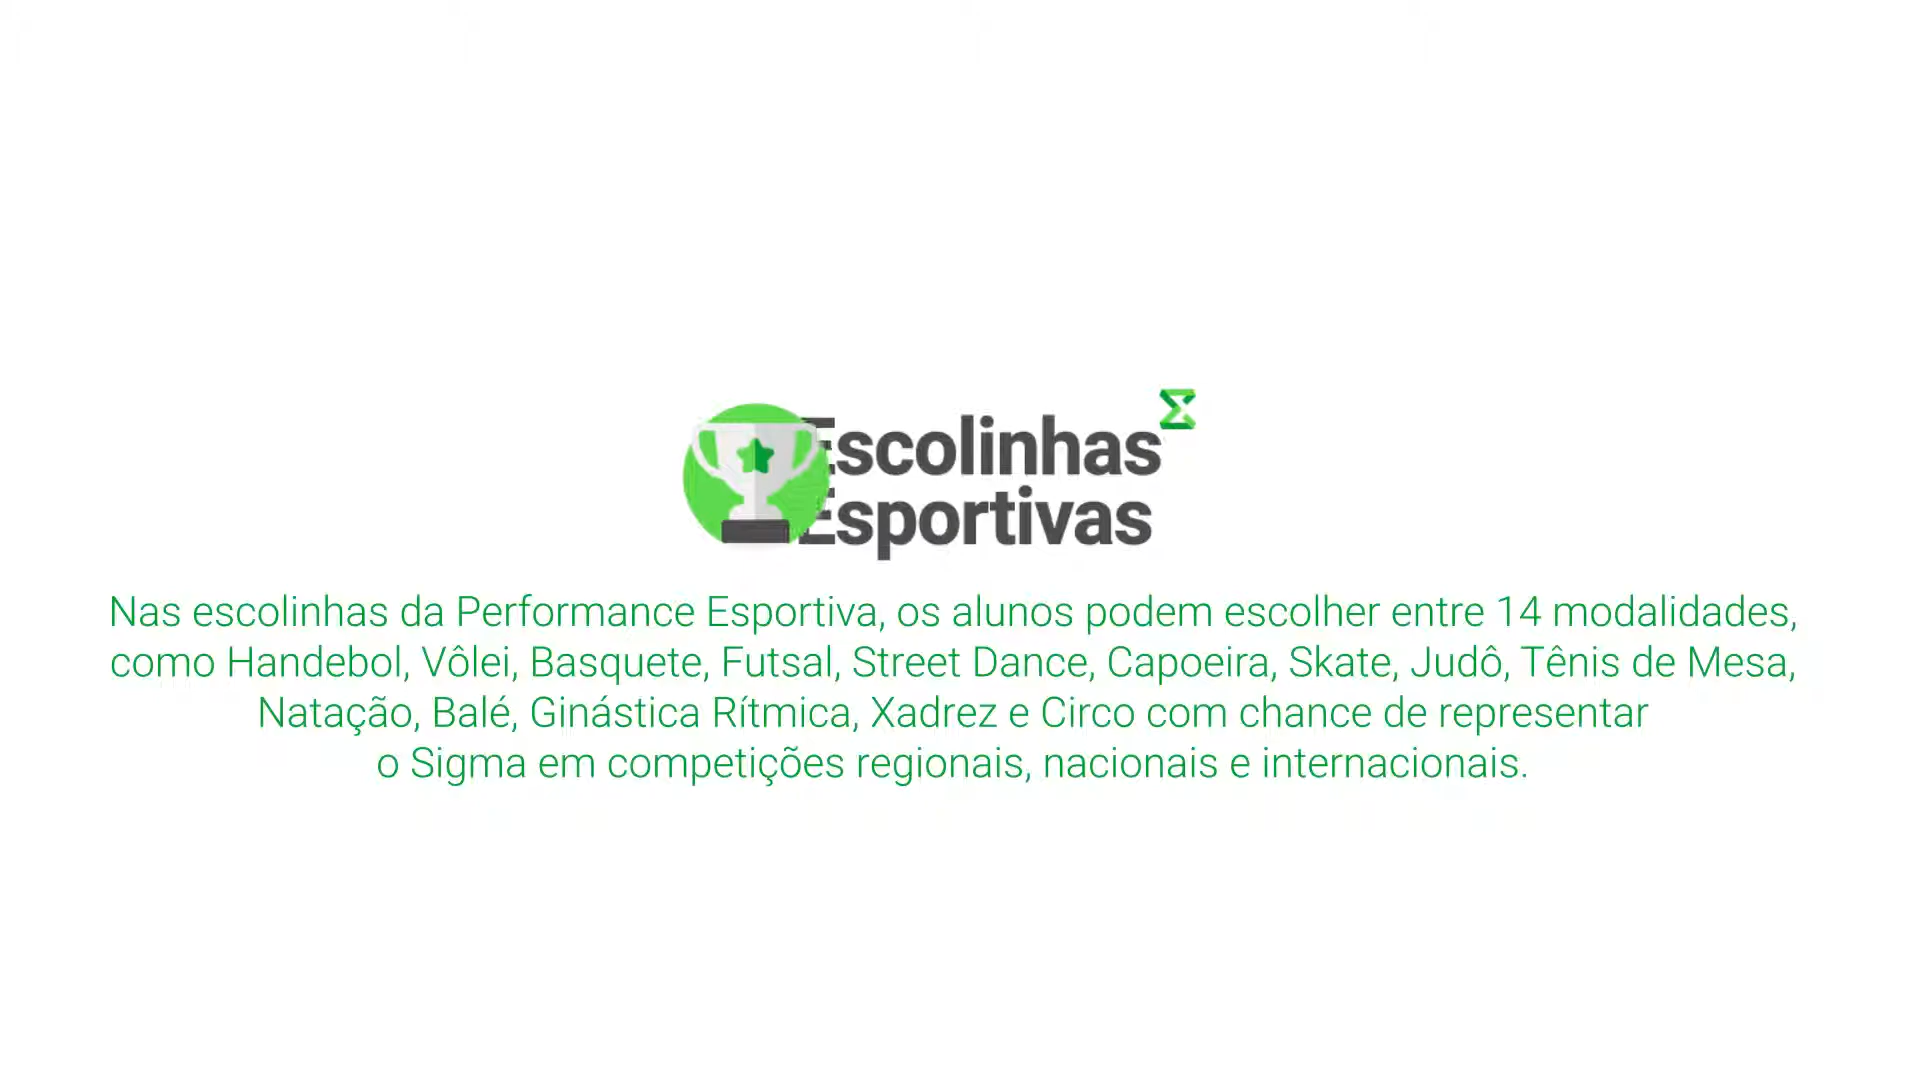 Escolinhas
Esportivas
Nas escolinhas da Performance Esportiva, os alunos podem escolher entre 14 modalidades,
como Handebol, Vôlei, Basquete, Futsal, Street Dance, Capoeira, Skate, Judô, Tênis de Mesa,
Natação, Balé, Ginástica Rítmica, Xadrez e Circo com chance de representar
o Sigma em competições regionais, nacionais e internacionais.